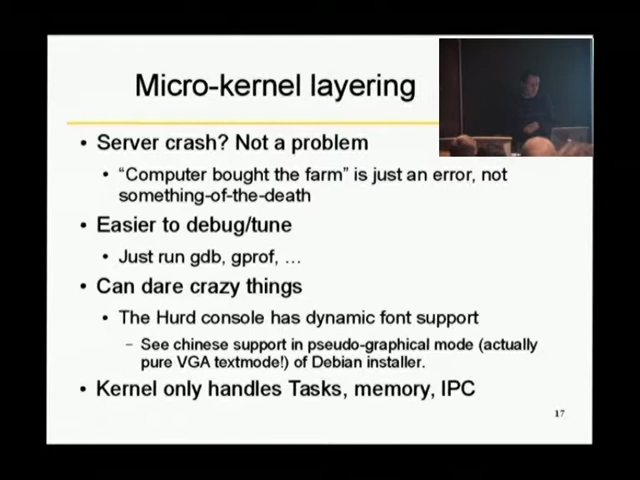 Micro-kernel layering
• Server crash? Not a problem
• “Computer bought the farm” is just an error, not
something-of-the-death
• Easier to debug/tune
• Just run gdb, gprof, …
• Can dare crazy things
• The Hurd console has dynamic font support
– See chinese support in pseudo-graphical mode (actually
pure VGA textmode!) of Debian installer.
• Kernel only handles Tasks, memory, IPC
17